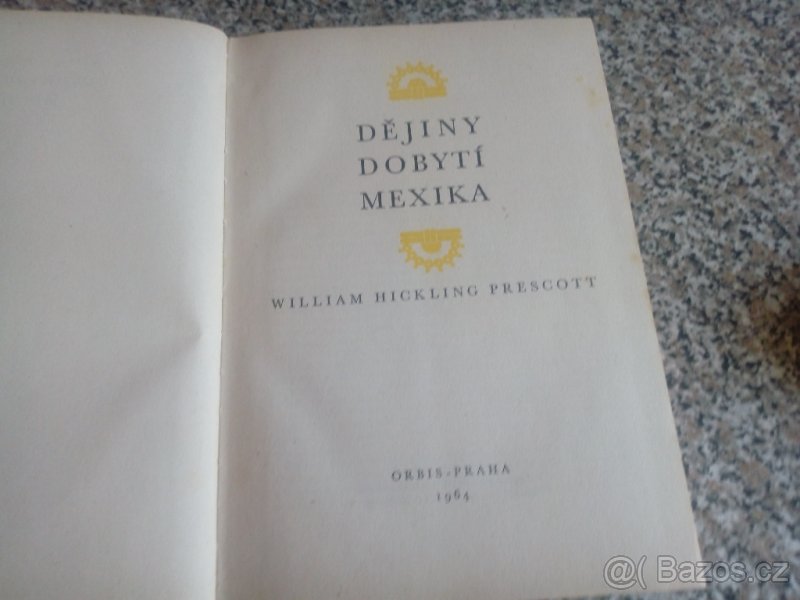 DĚJINY
DOBYTÍ
MEXIKA
WILLIAM HICKLING PRESCOTT
ORBIS-PRAHA
1964
@( Bazos.cz